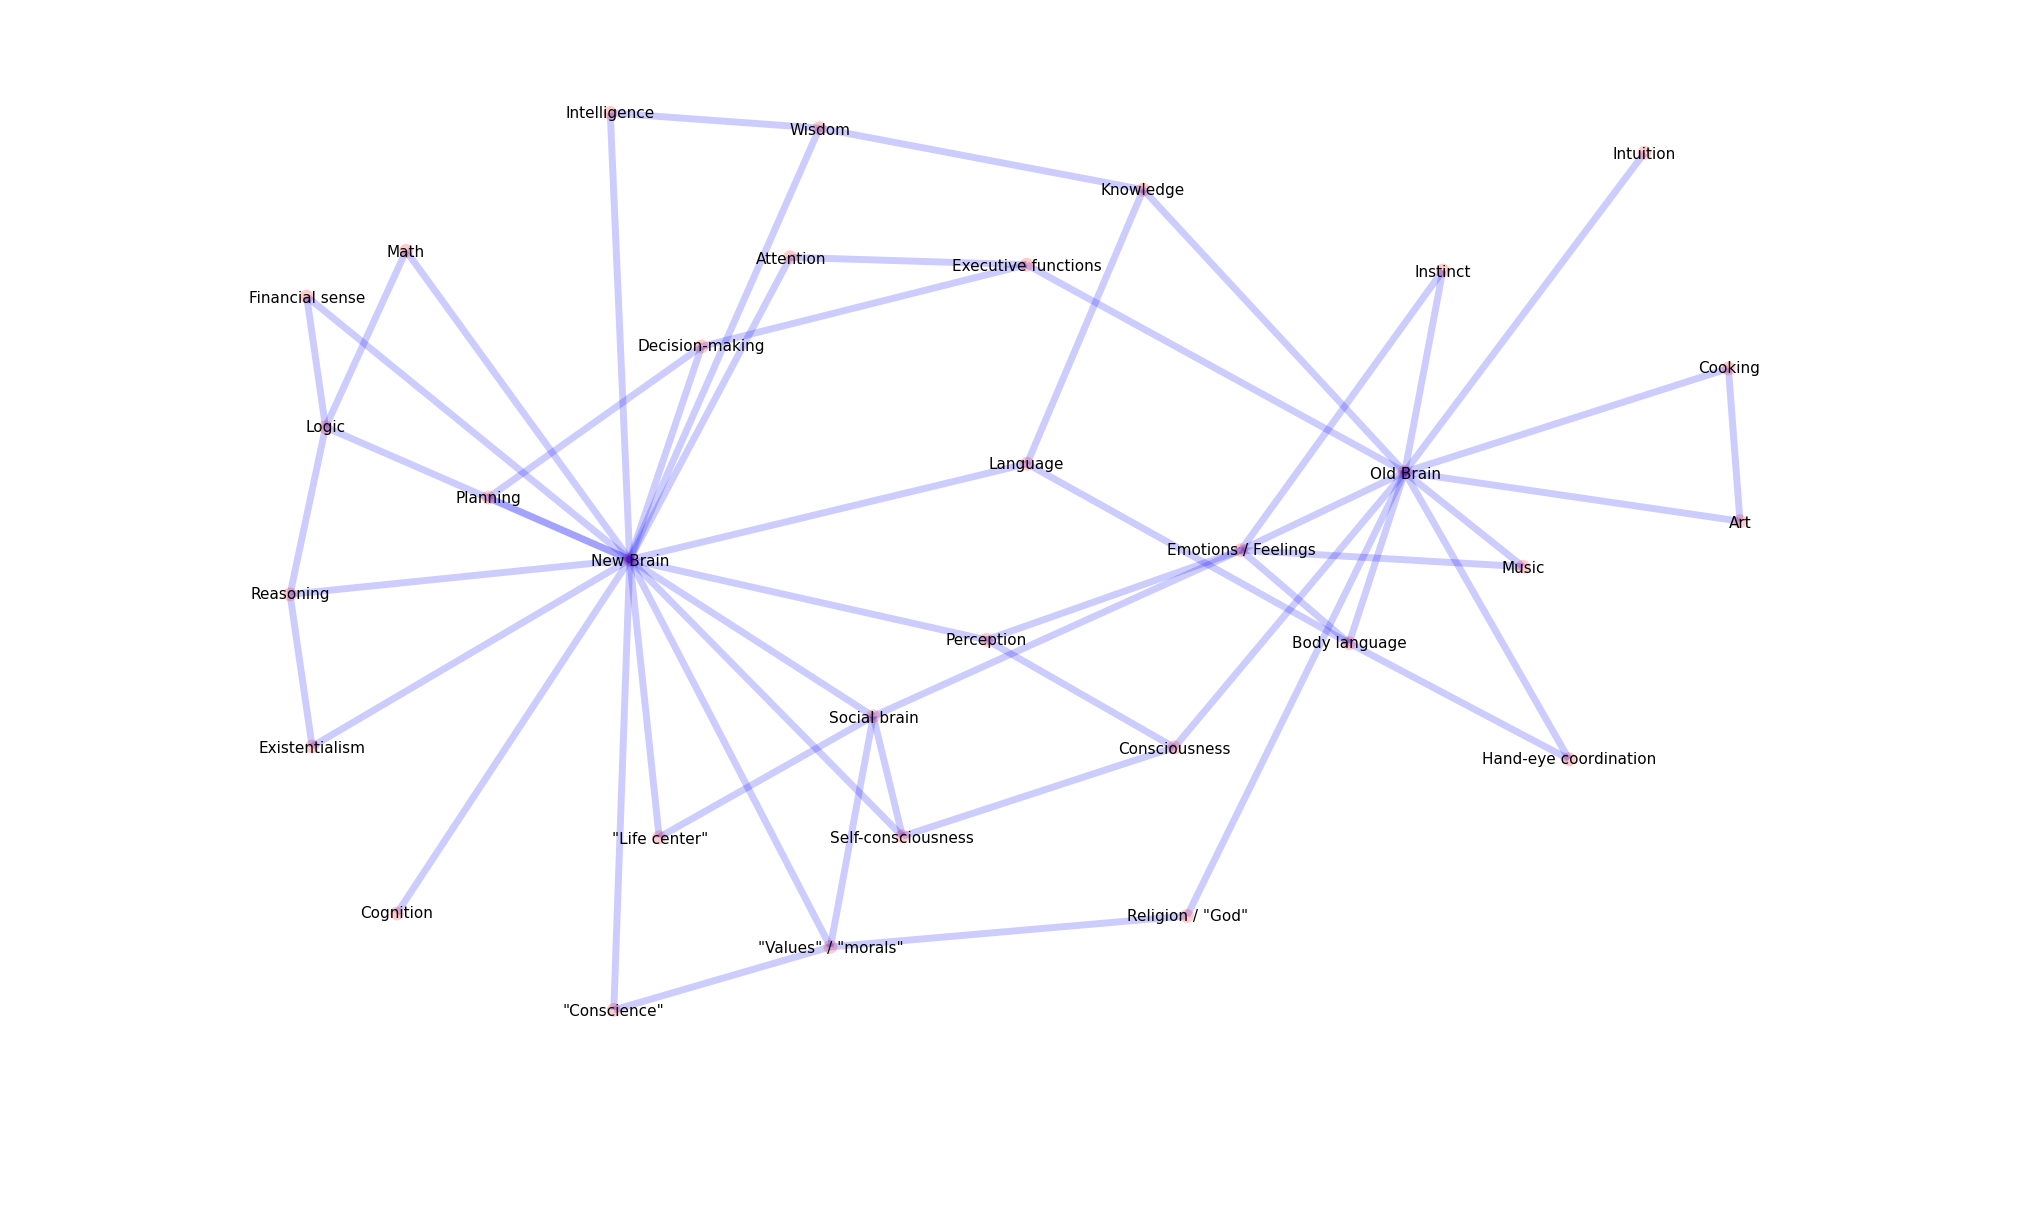 Intelligence
Wisdom
Intuition
Knowledge
Math
Attention
Executive functions
Instinct
Financial sense
Decision-making
Cooking
Logic
Language
Old Brain
Planning
Art
Emotions / Feelings
New Brain
Music
Reasoning
Perception
Body language
Social brain
Existentialism
Consciousness
Hand-eye coordination
"Life center"
Self-consciousness
Cognition
Religion / "God"
"Values" / "morals"
"Conscience"